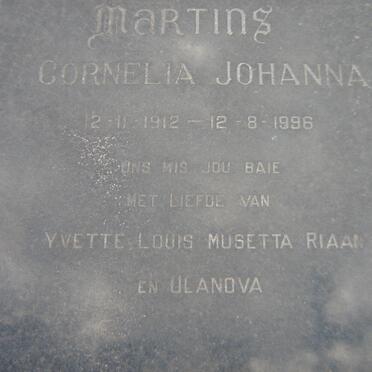 Martins
CORNELIA JOHANNA
12-11-1912 — 12-8-1996
UNS MIS JOU BAIE
MET LIEFDE VAN
YVETTE, LOUIS MUSETTA RIAAN
EN ULANOVA